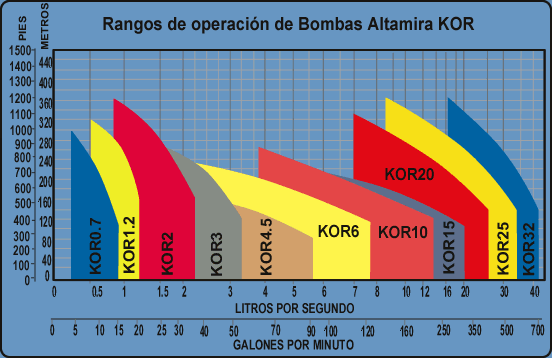 Rangos de operación de Bombas Altamira KOR
PIES
METROS
1500
1400
1300
1200
1100
1000
900
800
700
600
500
400
300
200
100
0
440
400
360
320
280
240
200
160
120
80
40
0
KOR0.7
KOR1.2
KOR2
KOR3
KOR4.5
KOR6
KOR10
KOR15
KOR20
KOR25
KOR32
0 0.5 1 1.5 2 3 4 5 6 7 8 10 12 16 20 30 40
LITROS POR SEGUNDO
0 5 10 15 20 25 30 40 50 70 90 100 120 160 250 350 500 700
GALONES POR MINUTO